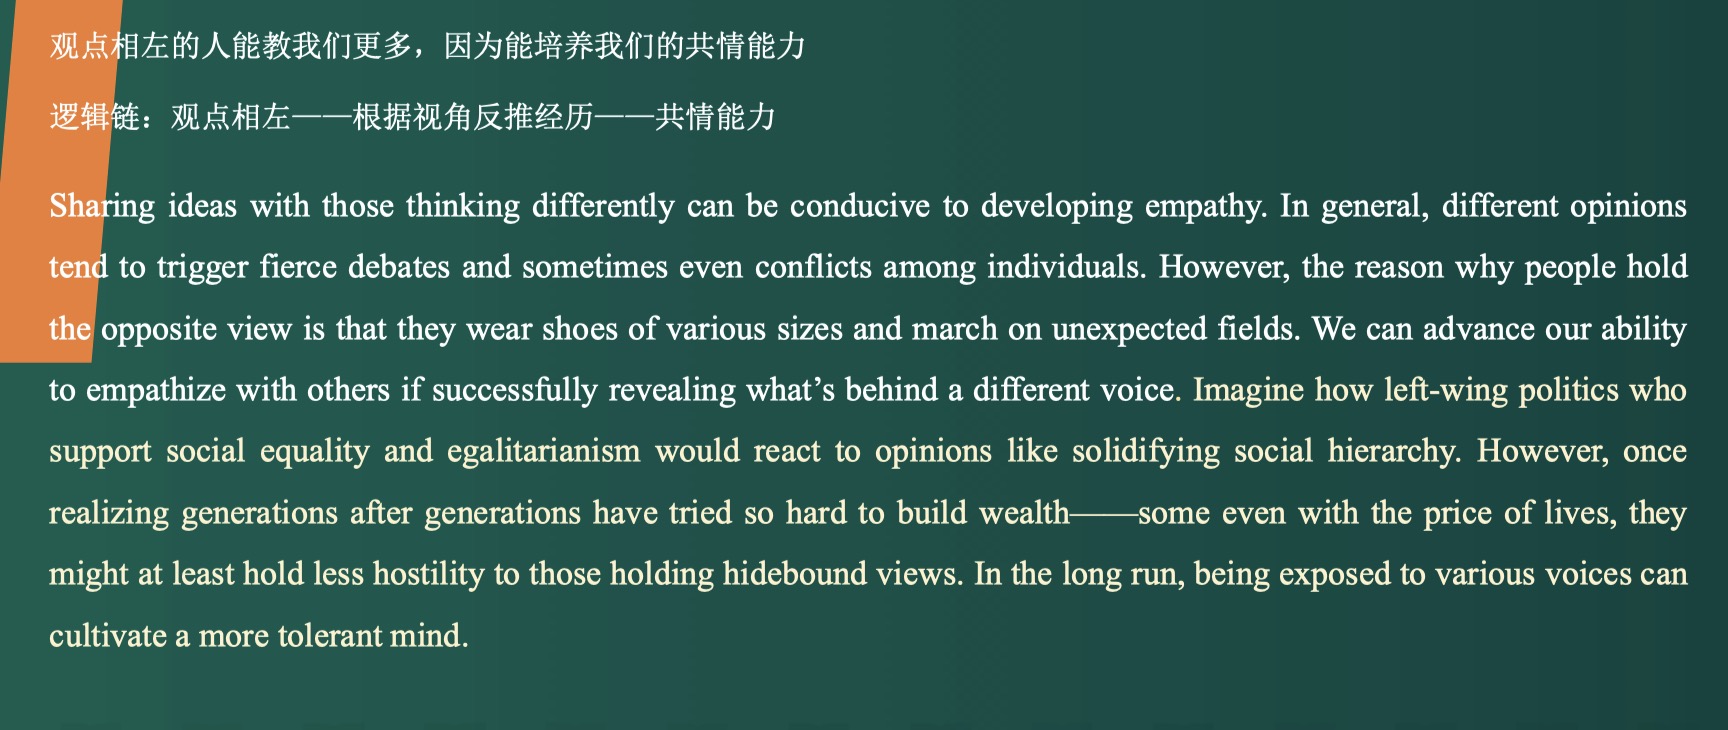 观点相左的人能教我们更多，因为能培养我们的共情能力
逻辑链：观点相左——根据视角反推经历——共情能力
Sharing ideas with those thinking differently can be conducive to developing empathy. In general, different opinions
tend to trigger fierce debates and sometimes even conflicts among individuals. However, the reason why people hold
the opposite view is that they wear shoes of various sizes and march on unexpected fields. We can advance our ability
to empathize with others if successfully revealing what’s behind a different voice. Imagine how left-wing politics who
support social equality and egalitarianism would react to opinions like solidifying social hierarchy. However, once
realizing generations after generations have tried so hard to build wealth——some even with the price of lives, they
might at least hold less hostility to those holding hidebound views. In the long run, being exposed to various voices can
cultivate a more tolerant mind.